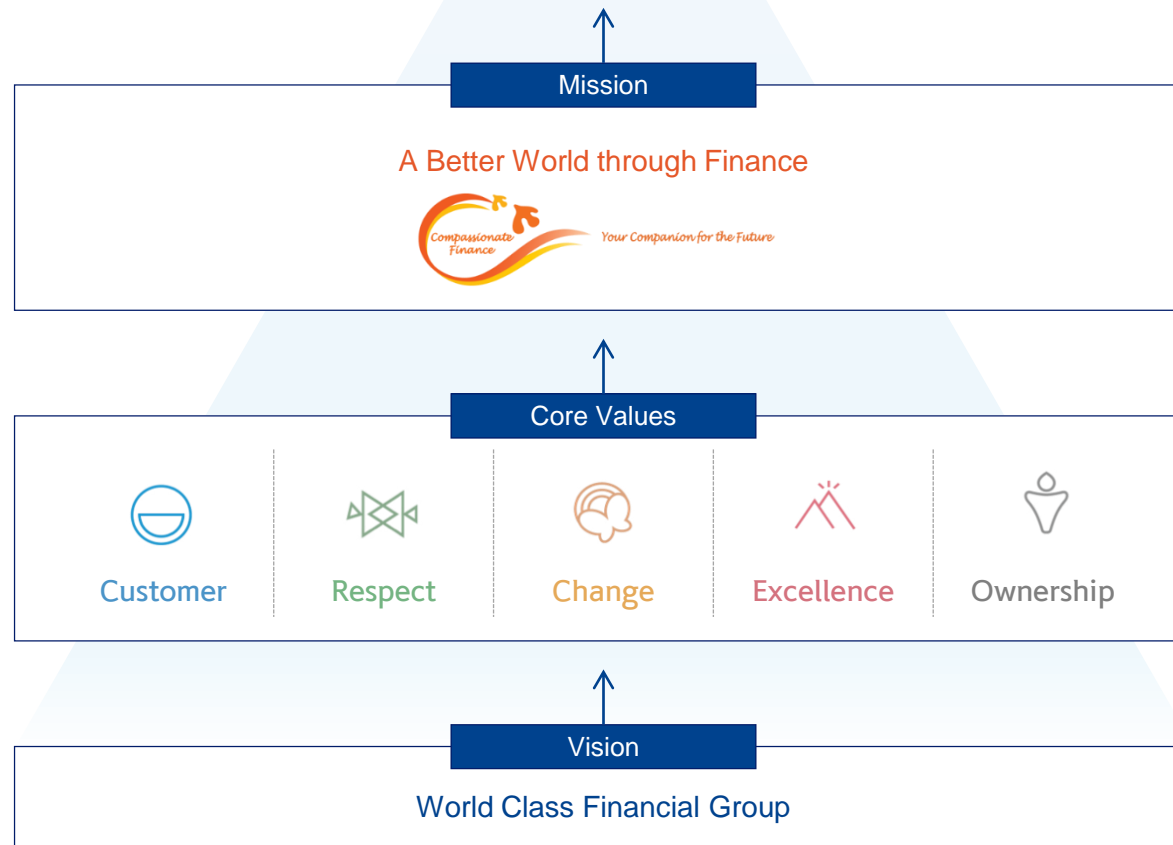 Mission
A Better World through Finance
Compassionate
Finance
Your Companion for the Future
Core Values
Customer
Respect
Change
Excellence
Ownership
Vision
World Class Financial Group